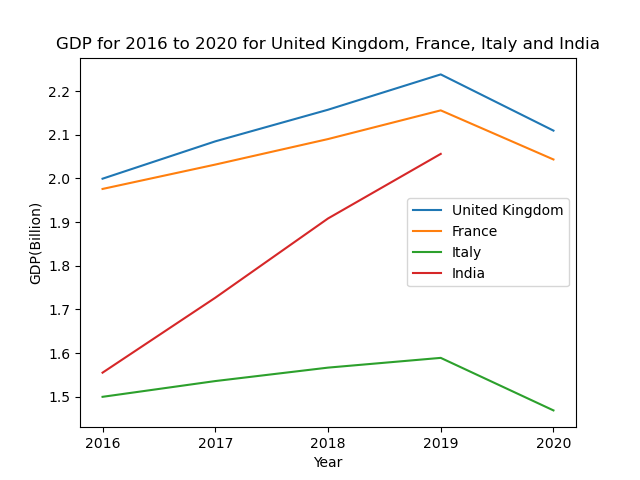 GDP for 2016 to 2020 for United Kingdom, France, Italy and India
GDP(Billion)
2.2
2.1
2.0
1.9
1.8
1.7
1.6
1.5
United Kingdom
France
Italy
India
2016 2017 2018 2019 2020
Year